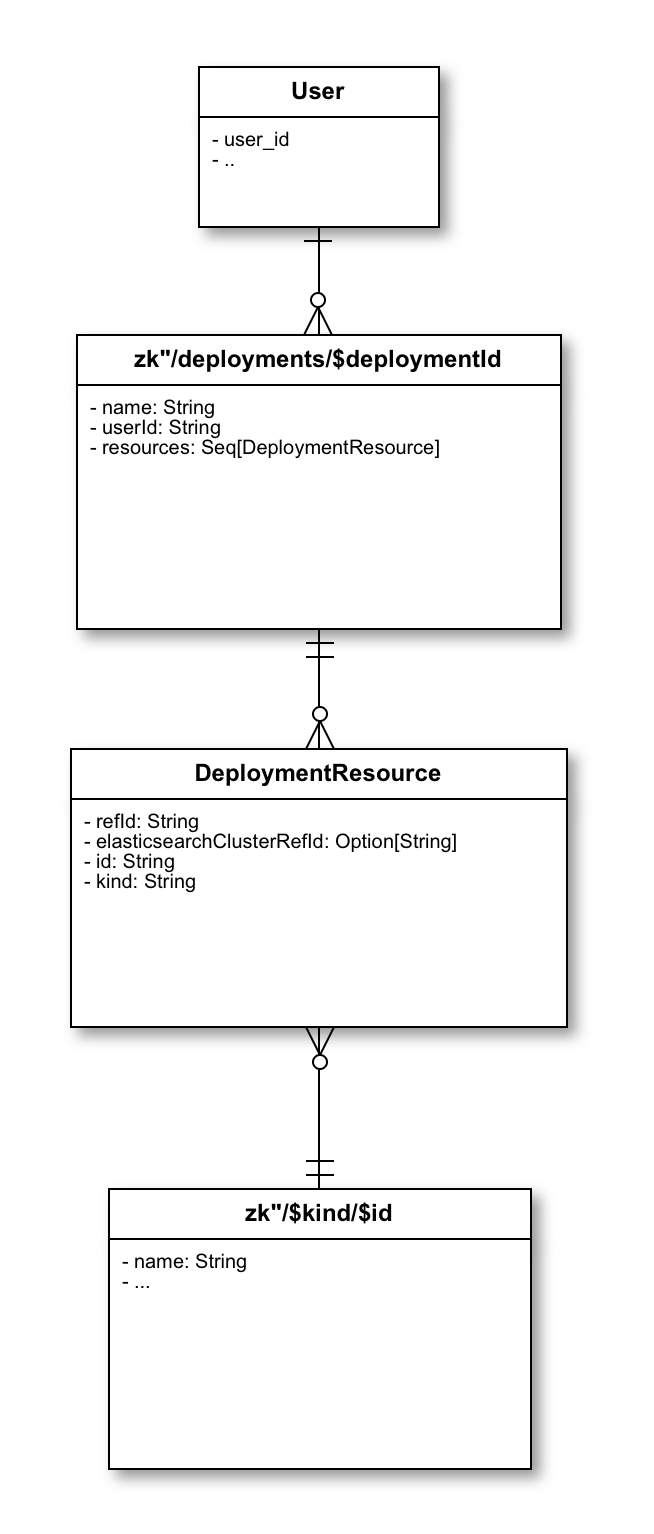 User
- user_id
- ..
zk"/deployments/$deploymentId
- name: String
- userId: String
- resources: Seq[DeploymentResource]
DeploymentResource
- refId: String
- elasticsearchClusterRefId: Option[String]
- id: String
- kind: String
zk"/$kind/$id
- name: String
- ...